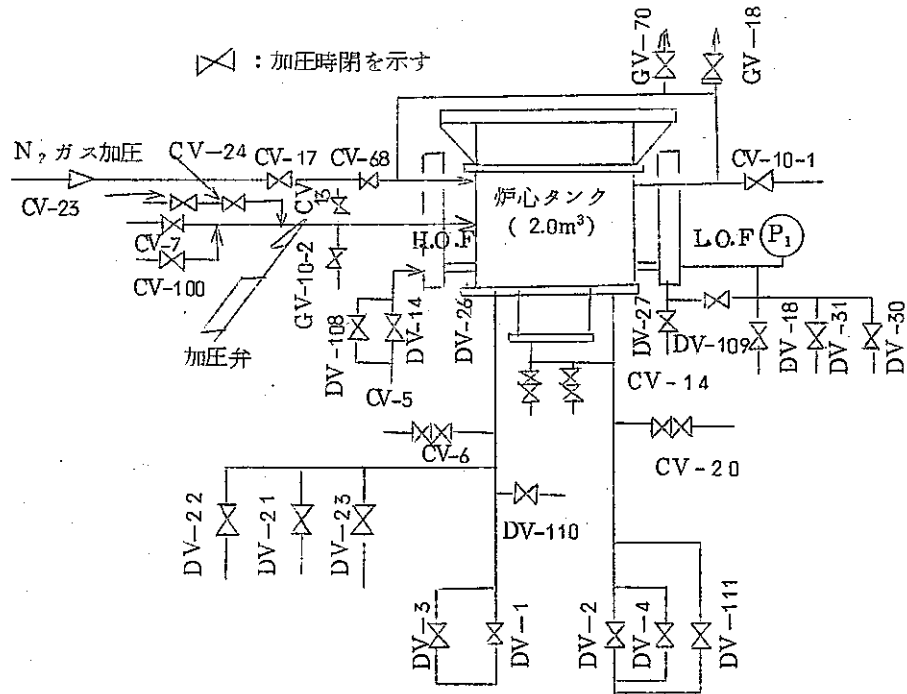 ：加圧時閉を示す
GV-70
GV-18
N₂ガス加圧
CV-24
CV-17
CV-68
CV-10-1
CV-23
CV-13
炉心タンク
(2.0m³)
H.O.F
L.O.F
P₁
CV-7
CV-100
GV-10-2
加圧弁
DV-108
DV-14
DV-26
DV-27
DV-109
DV-18
DV-31
DV-30
CV-5
CV-14
CV-6
CV-20
DV-22
DV-21
DV-23
DV-110
DV-3
DV-1
DV-2
DV-4
DV-111